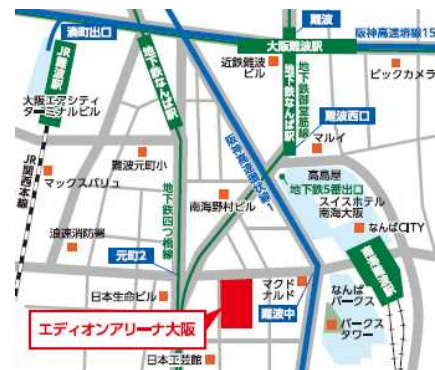 湊町出口
難波
阪神高速堺線15
大阪難波駅
JR難波駅
地下鉄なんば駅
近鉄難波
ビル
地下鉄御堂筋線
地下鉄なんば駅
ビックカメラ
大阪エアシティ
ターミナルビル
難波西口
マルイ
阪神高速環状線1
JR関西本線
難波元町小
マックスバリュ
地下鉄四つ橋線
高島屋
地下鉄5番出口
スイスホテル
南海大阪
南海野村ビル
なんばCITY
浪速消防署
元町2
南海難波駅
日本生命ビル
マクド
ナルド
なんば
パークス
難波中
エディオンアリーナ大阪
パークス
タワー
日本工芸館